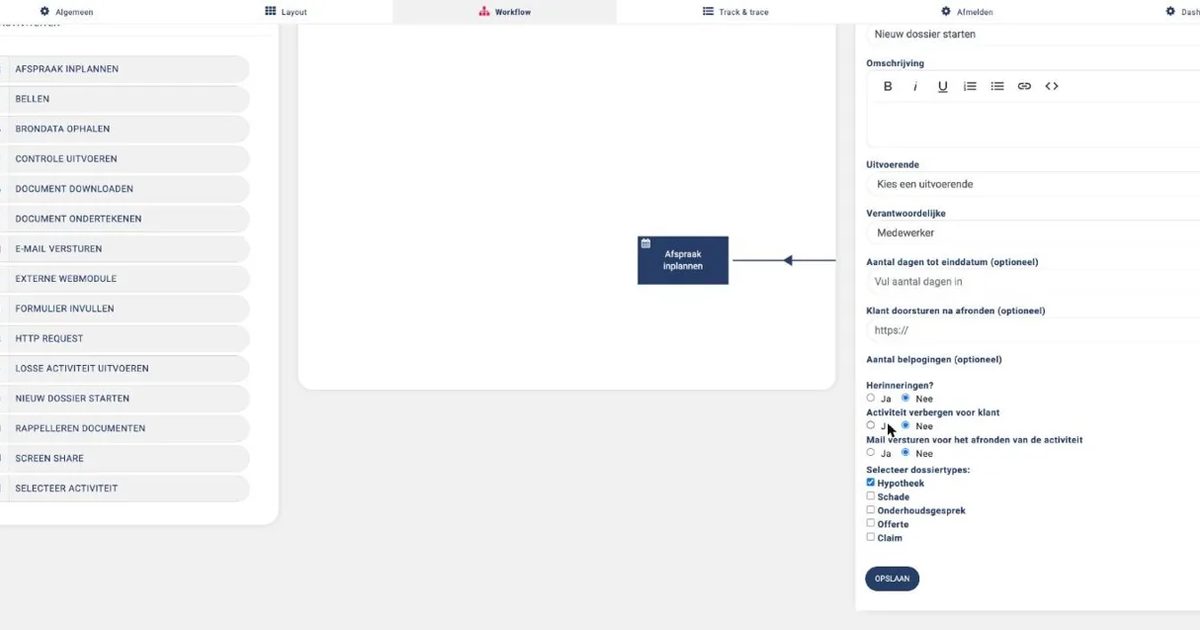 Algemeen
Layout
Workflow
Track & trace
Afmelden
AFSPRAAK INPLANNEN
BELLEN
BRONDATA OPHALEN
CONTROLE UITVOEREN
DOCUMENT DOWNLOADEN
DOCUMENT ONDERTEKENEN
E-MAIL VERSTUREN
EXTERNE WEBMODULE
FORMULIER INVULLEN
HTTP REQUEST
LOSSE ACTIVITEIT UITVOEREN
NIEUW DOSSIER STARTEN
RAPPELLEREN DOCUMENTEN
SCREEN SHARE
SELECTEER ACTIVITEIT
Afspraak
inplannen
Nieuw dossier starten
Omschrijving
B i U
Uitvoerende
Kies een uitvoerende
Verantwoordelijke
Medewerker
Aantal dagen tot einddatum (optioneel)
Vul aantal dagen in
Klant doorsturen na afronden (optioneel)
https://
Aantal belpogingen (optioneel)
Herinneringen?
Ja Nee
Activiteit verbergen voor klant
Nee
Mail versturen voor het afronden van de activiteit
Ja Nee
Selecteer dossiertypes:
Hypotheek
Schade
Onderhoudsgesprek
Offerte
Claim
OPSLAAN